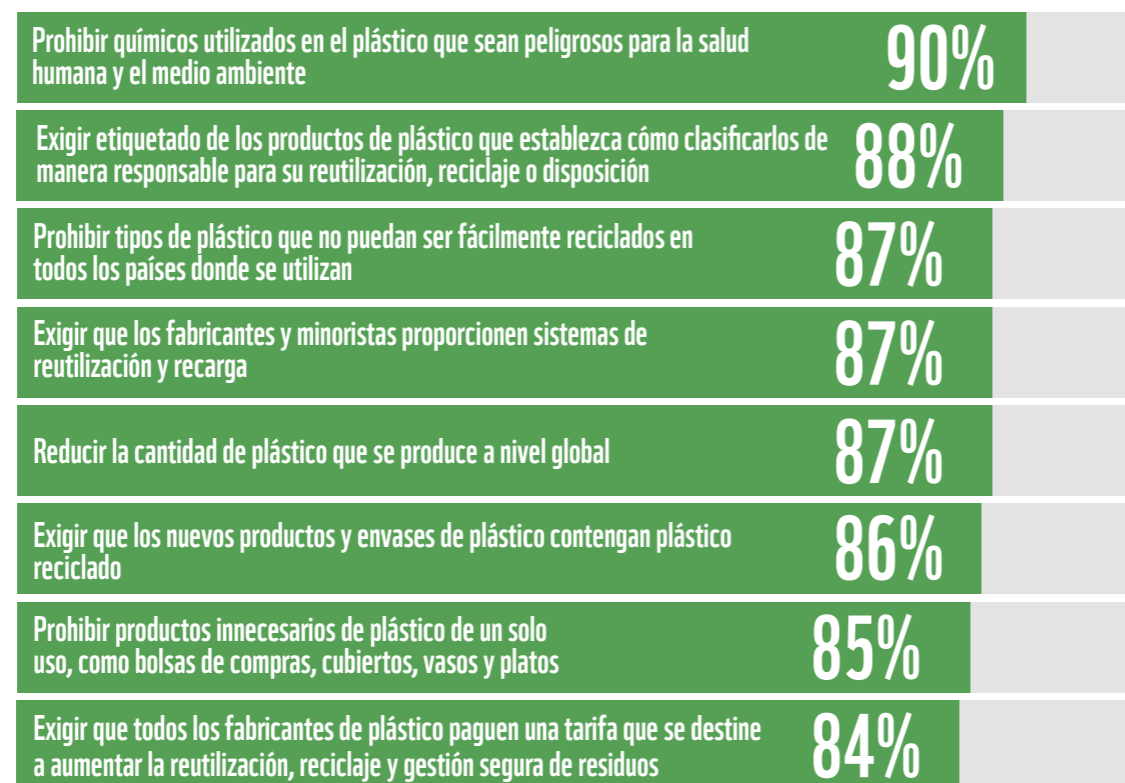 Prohibir químicos utilizados en el plástico que sean peligrosos para la salud
humana y el medio ambiente
90%
Exigir etiquetado de los productos de plástico que establezca cómo clasificarlos de
manera responsable para su reutilización, reciclaje o disposición
88%
Prohibir tipos de plástico que no puedan ser fácilmente reciclados en
todos los países donde se utilizan
87%
Exigir que los fabricantes y minoristas proporcionen sistemas de
reutilización y recarga
87%
Reducir la cantidad de plástico que se produce a nivel global
87%
Exigir que los nuevos productos y envases de plástico contengan plástico
reciclado
86%
Prohibir productos innecesarios de plástico de un solo
uso, como bolsas de compras, cubiertos, vasos y platos
85%
Exigir que todos los fabricantes de plástico paguen una tarifa que se destine
a aumentar la reutilización, reciclaje y gestión segura de residuos
84%